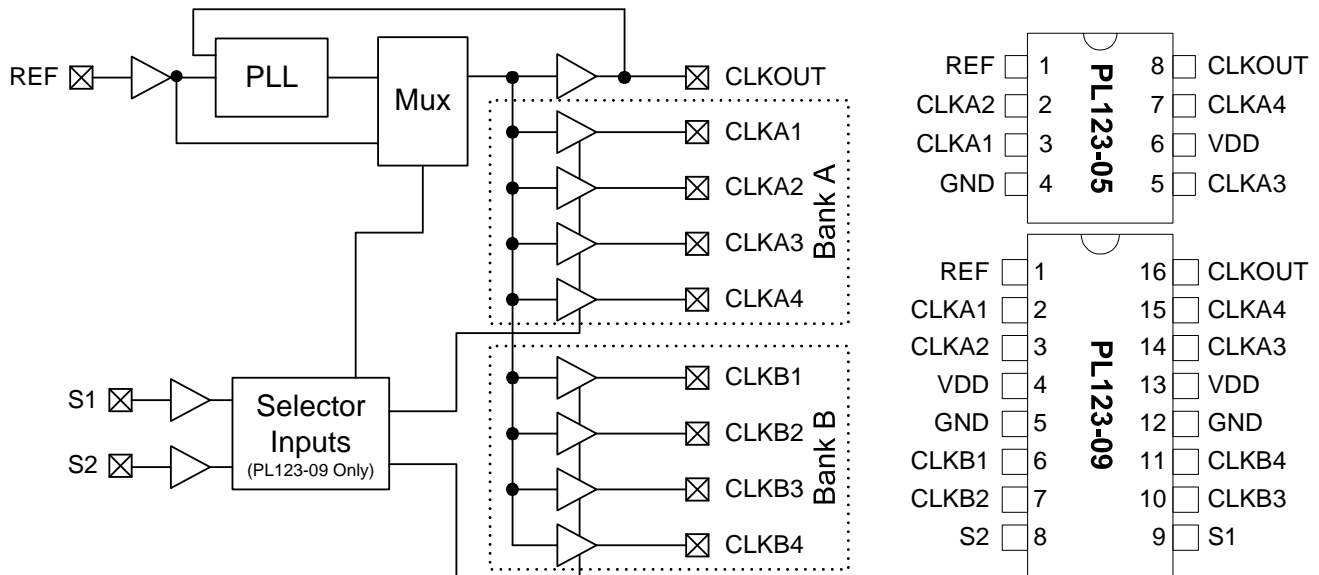 REF
PLL
Mux
CLKOUT
CLKA1
CLKA2
CLKA3
CLKA4
Bank A
S1
S2
Selector
Inputs
(PL123-09 Only)
CLKB1
CLKB2
CLKB3
CLKB4
Bank B
REF 1 8 CLKOUT
CLKA2 2 7 CLKA4
CLKA1 3 6 VDD
GND 4 5 CLKA3
PL123-05
REF 1 16 CLKOUT
CLKA1 2 15 CLKA4
CLKA2 3 14 CLKA3
VDD 4 13 VDD
GND 5 12 GND
CLKB1 6 11 CLKB4
CLKB2 7 10 CLKB3
S2 8 9 S1
PL123-09